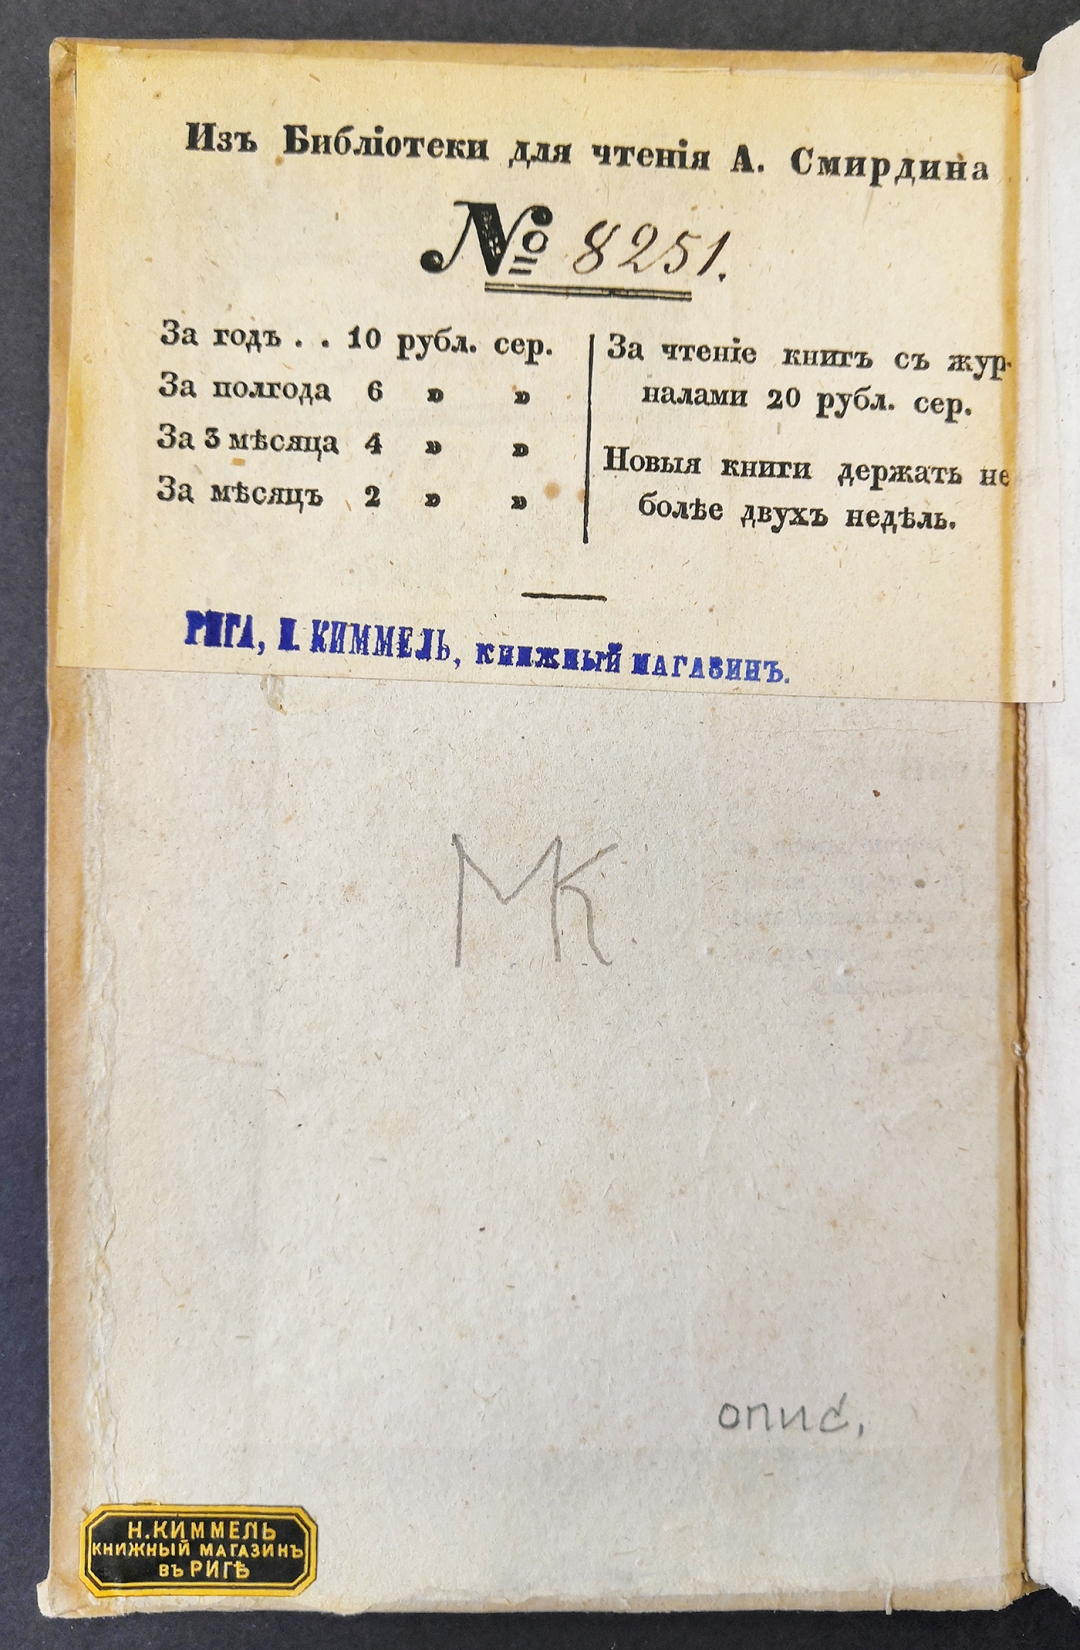 Изъ Библіотеки для чтенія А. Смирдина
№ 8251.
За годъ . . 10 рубл. сер.
За полгода 6 » »
За 3 мѣсяца 4 » »
За мѣсяцъ 2 » »
За чтеніе книгъ съ жур-
налами 20 рубл. сер.
Новыя книги держать не
болѣе двухъ недѣль.
РИГА, Н. КИММЕЛЬ, КНИЖНЫЙ МАГАЗИНЪ.
МК
опис.
Н. КИММЕЛЬ
КНИЖНЫЙ МАГАЗИНЪ
ВЪ РИГѢ